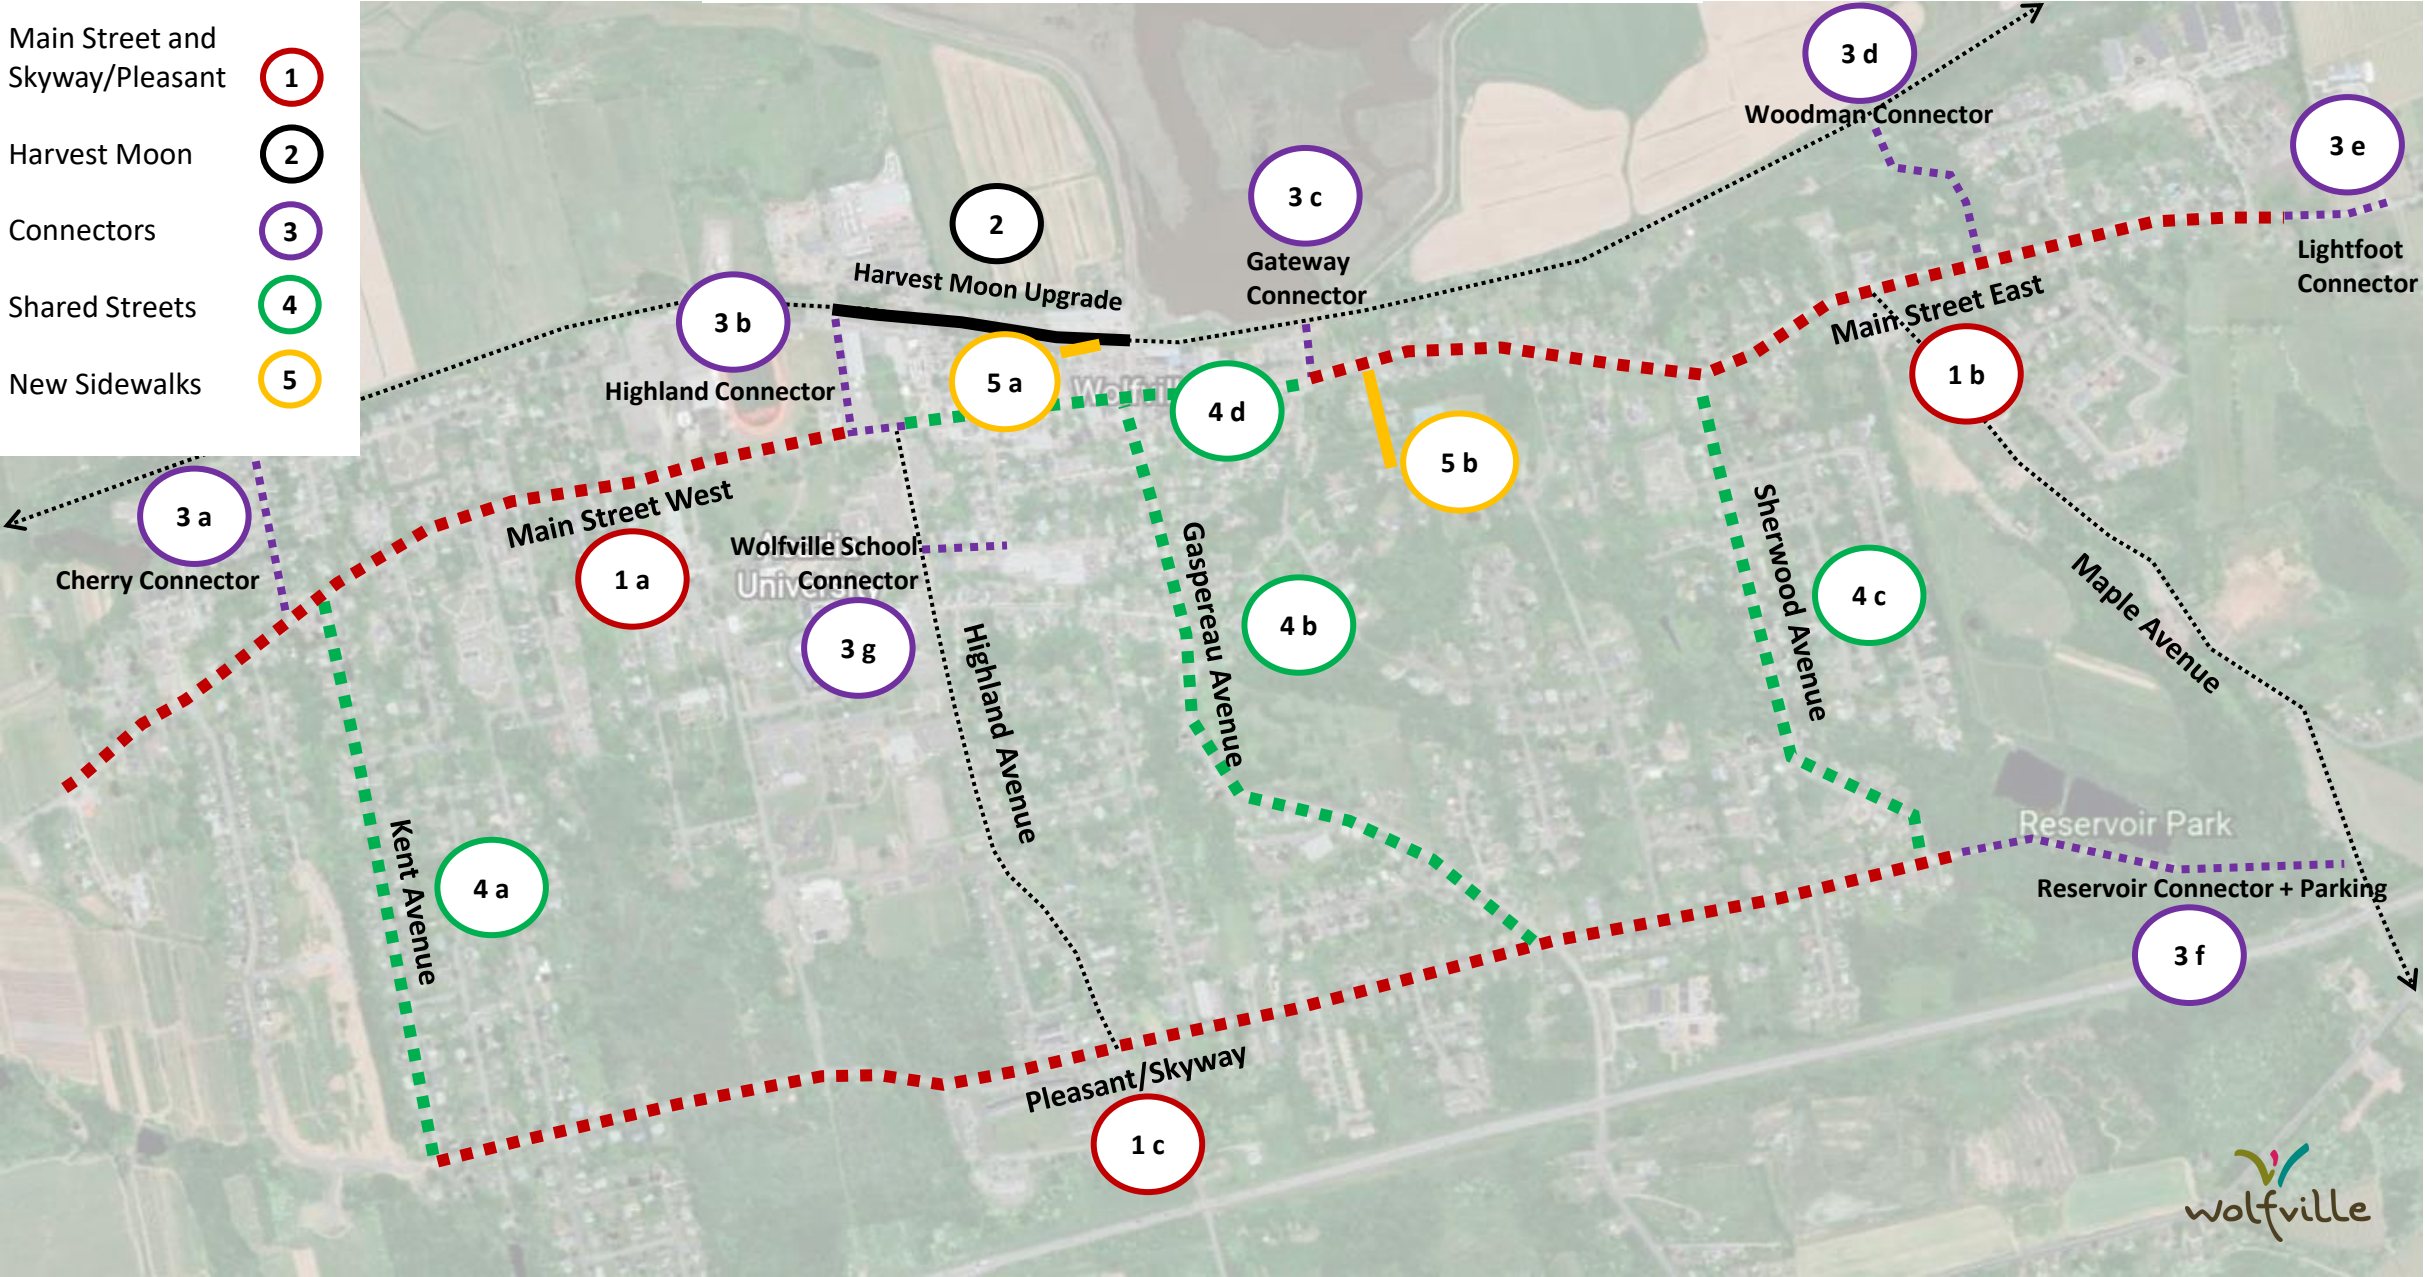 Main Street and
Skyway/Pleasant
1
Harvest Moon
2
Connectors
3
Shared Streets
4
New Sidewalks
5
3 d
Woodman Connector
3 e
Lightfoot
Connector
3 c
Gateway
Connector
2
Harvest Moon Upgrade
3 b
Highland Connector
5 a
4 d
Main Street East
1 b
5 b
3 a
Cherry Connector
Main Street West
1 a
Wolfville School
Connector
University
3 g
Highland Avenue
Gaspereau Avenue
4 b
Sherwood Avenue
4 c
Maple Avenue
Kent Avenue
4 a
Reservoir Park
Reservoir Connector + Parking
3 f
Pleasant/Skyway
1 c
wolfville